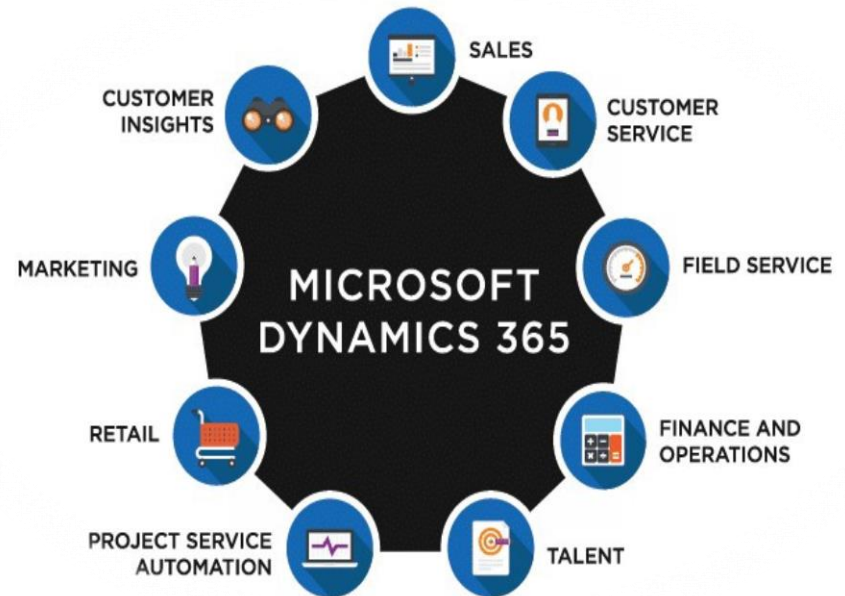 SALES
CUSTOMER
SERVICE
FIELD SERVICE
FINANCE AND
OPERATIONS
TALENT
PROJECT SERVICE
AUTOMATION
RETAIL
MARKETING
CUSTOMER
INSIGHTS
MICROSOFT
DYNAMICS 365